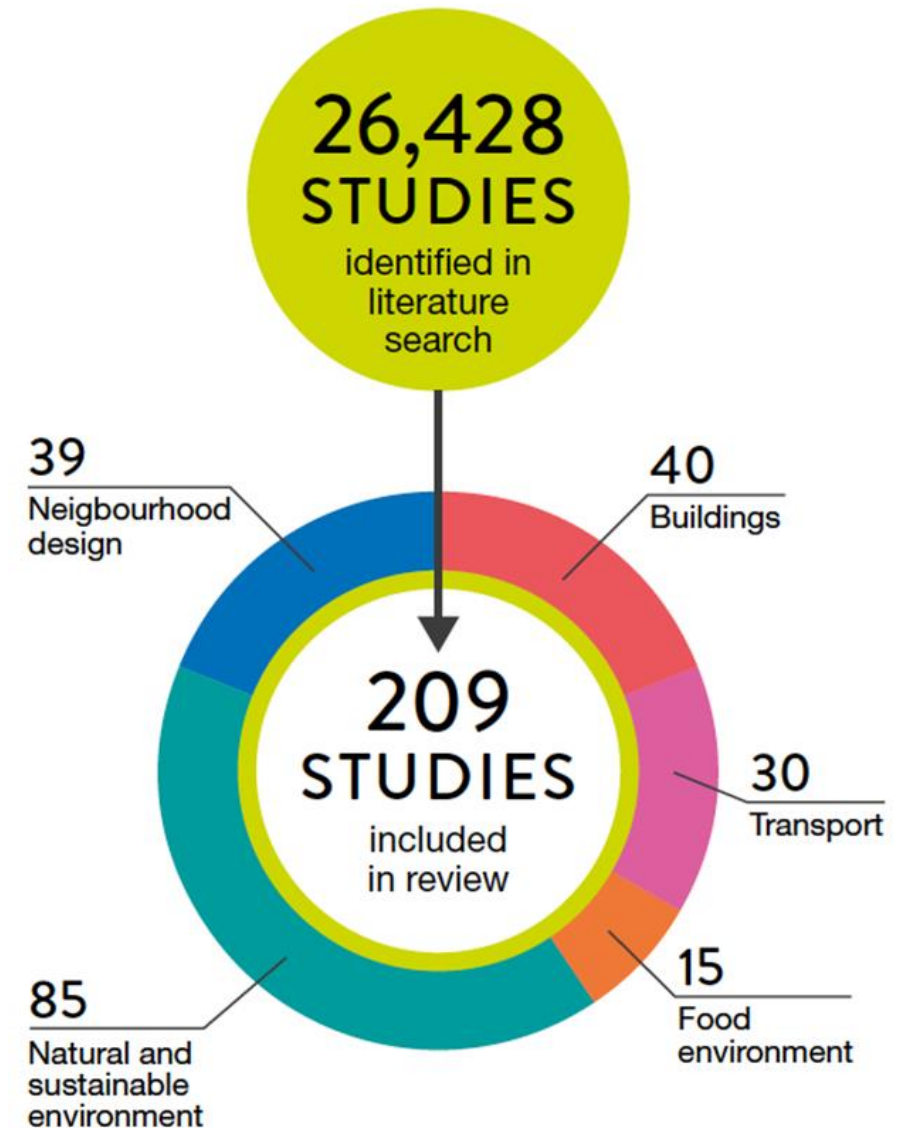 26,428
STUDIES
identified in
literature
search
39
Neigbourhood
design
40
Buildings
209
STUDIES
included
in review
30
Transport
15
Food
environment
85
Natural and
sustainable
environment